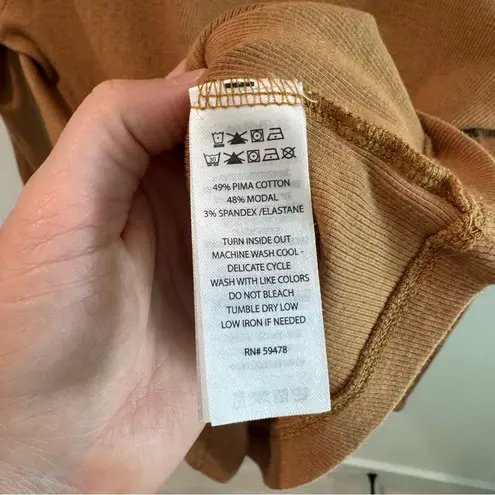 49% PIMA COTTON
48% MODAL
3% SPANDEX /ELASTANE
TURN INSIDE OUT
MACHINE WASH COOL -
DELICATE CYCLE
WASH WITH LIKE COLORS
DO NOT BLEACH
TUMBLE DRY LOW
LOW IRON IF NEEDED
RN# 59478